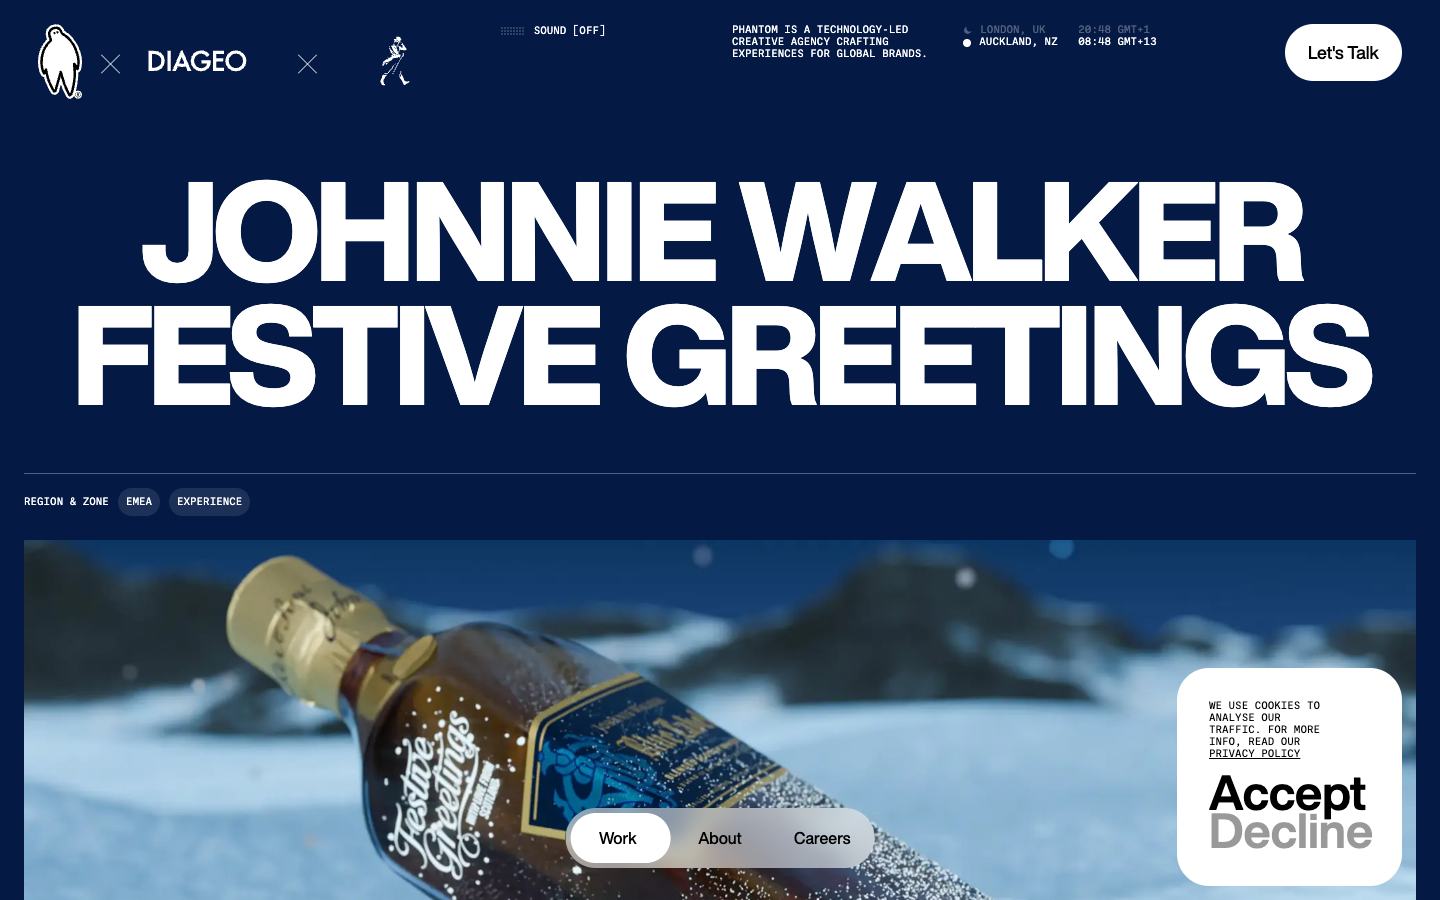 DIAGEO
SOUND [OFF]
PHANTOM IS A TECHNOLOGY-LED
CREATIVE AGENCY CRAFTING
EXPERIENCES FOR GLOBAL BRANDS.
LONDON, UK 20:48 GMT+1
AUCKLAND, NZ 08:48 GMT+13
Let's Talk
JOHNNIE WALKER
FESTIVE GREETINGS
REGION & ZONE EMEA EXPERIENCE
Festive
Greetings
Work About Careers
WE USE COOKIES TO
ANALYSE OUR
TRAFFIC. FOR MORE
INFO, READ OUR
PRIVACY POLICY
Accept
Decline